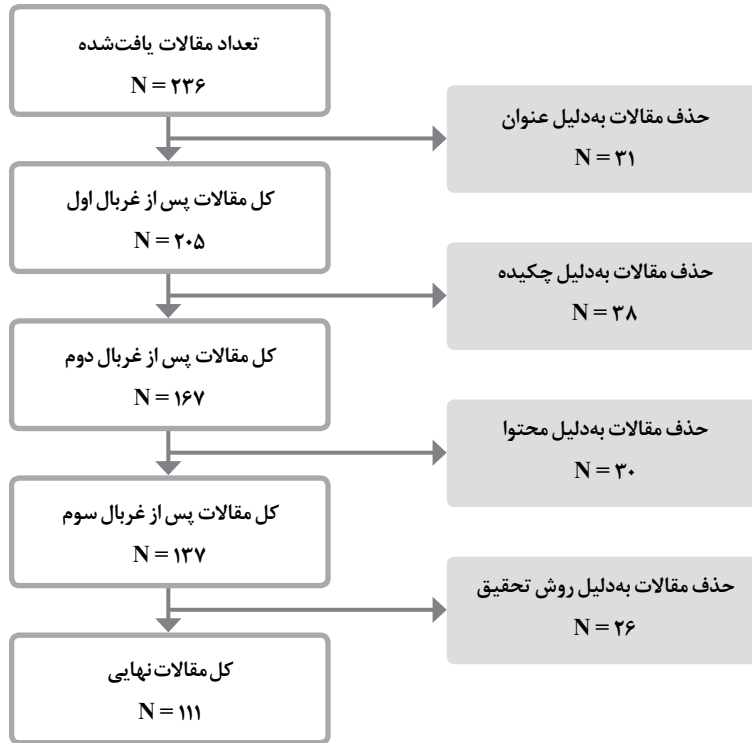 تعداد مقالات یافت‌شده
N = ۲۳۶
حذف مقالات به‌دلیل عنوان
N = ۳۱
کل مقالات پس از غربال اول
N = ۲۰۵
حذف مقالات به‌دلیل چکیده
N = ۳۸
کل مقالات پس از غربال دوم
N = ۱۶۷
حذف مقالات به‌دلیل محتوا
N = ۳۰
کل مقالات پس از غربال سوم
N = ۱۳۷
حذف مقالات به‌دلیل روش تحقیق
N = ۲۶
کل مقالات نهایی
N = ۱۱۱